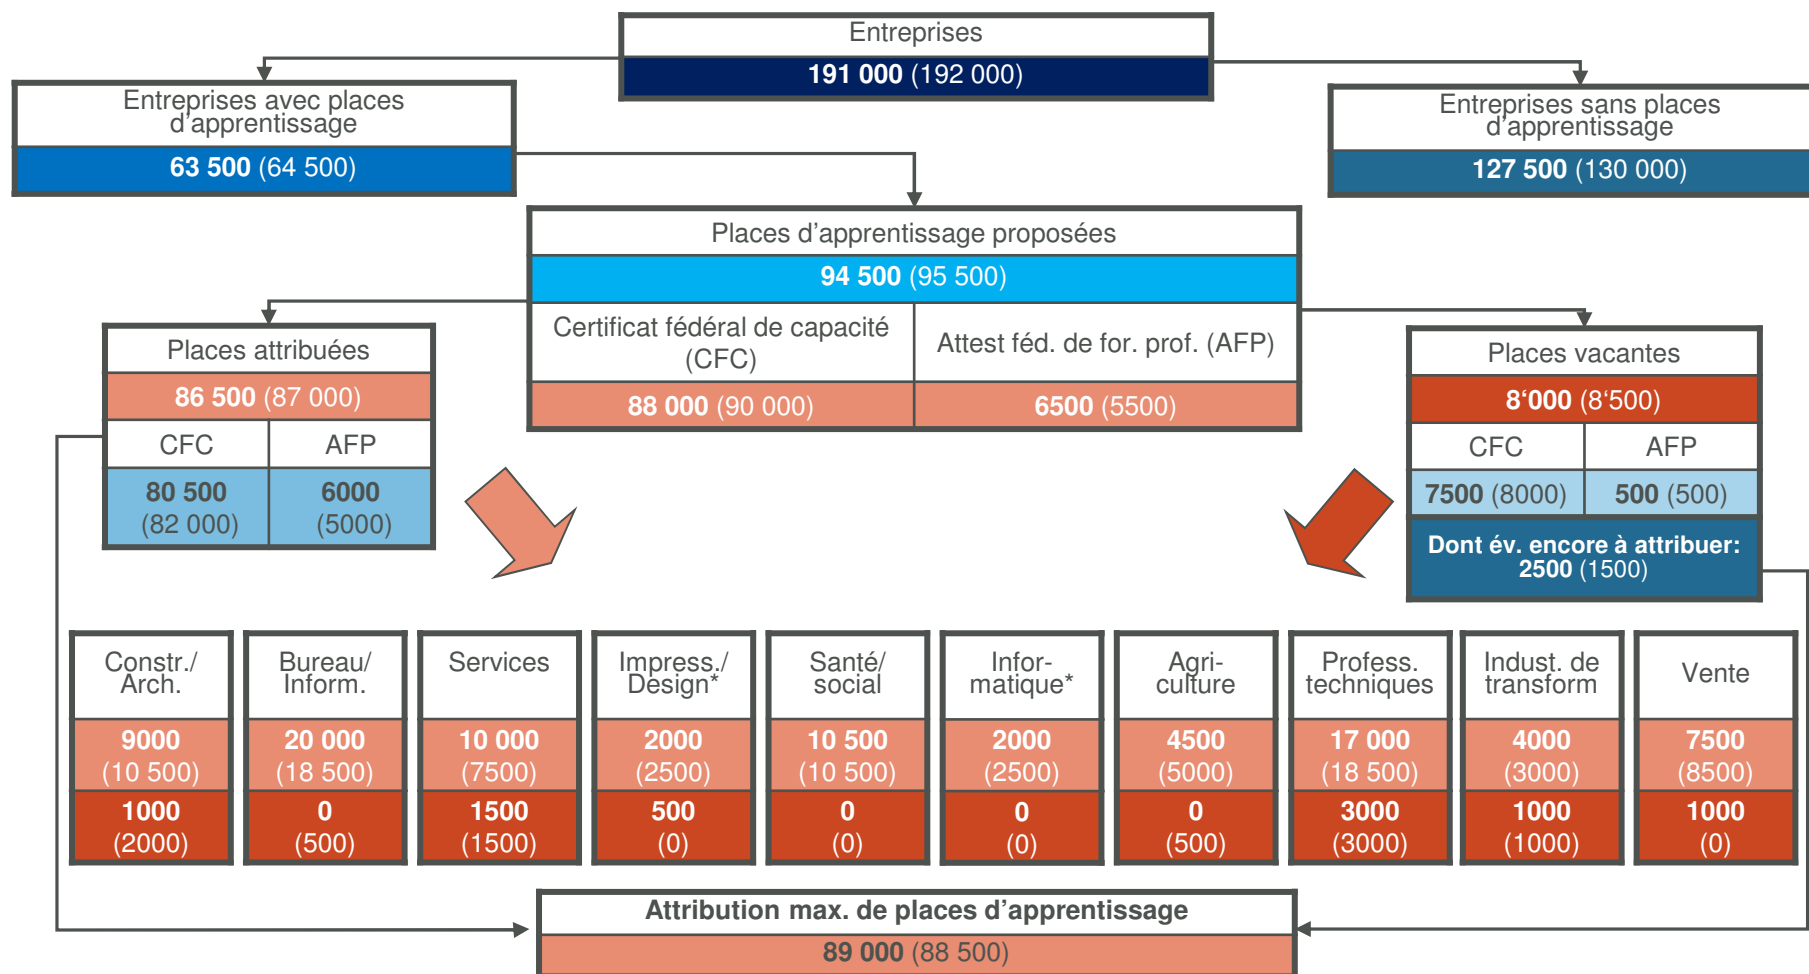 Entreprises
191 000 (192 000)
Entreprises avec places
d'apprentissage
63 500 (64 500)
Entreprises sans places
d'apprentissage
127 500 (130 000)
Places d'apprentissage proposées
94 500 (95 500)
Certificat fédéral de capacité
(CFC)
Attest féd. de for. prof. (AFP)
88 000 (90 000)
6500 (5500)
Places attribuées
86 500 (87 000)
CFC
AFP
80 500
(82 000)
6000
(5000)
Places vacantes
8‘000 (8‘500)
CFC
AFP
7500 (8000)
500 (500)
Dont év. encore à attribuer:
2500 (1500)
Constr./
Arch.
9000
(10 500)
1000
(2000)
Bureau/
Inform.
20 000
(18 500)
0
(500)
Services
10 000
(7500)
1500
(1500)
Impress./
Design*
2000
(2500)
500
(0)
Santé/
social
10 500
(10 500)
0
(0)
Infor-
matique*
2000
(2500)
0
(0)
Agri-
culture
4500
(5000)
0
(500)
Profess.
techniques
17 000
(18 500)
3000
(3000)
Indust. de
transform
4000
(3000)
1000
(1000)
Vente
7500
(8500)
1000
(0)
Attribution max. de places d'apprentissage
89 000 (88 500)